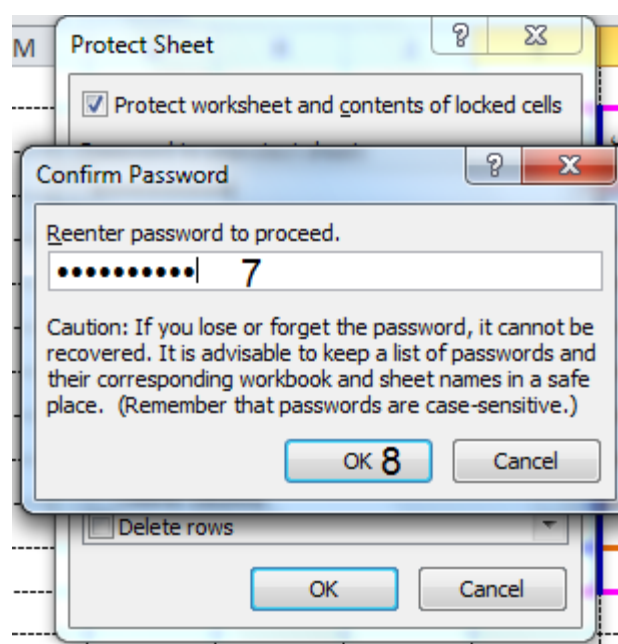 M
Protect Sheet
Protect worksheet and contents of locked cells
Confirm Password
Reenter password to proceed.
•••••••••• 7
Caution: If you lose or forget the password, it cannot be
recovered. It is advisable to keep a list of passwords and
their corresponding workbook and sheet names in a safe
place. (Remember that passwords are case-sensitive.)
OK 8 Cancel
Delete rows
OK Cancel